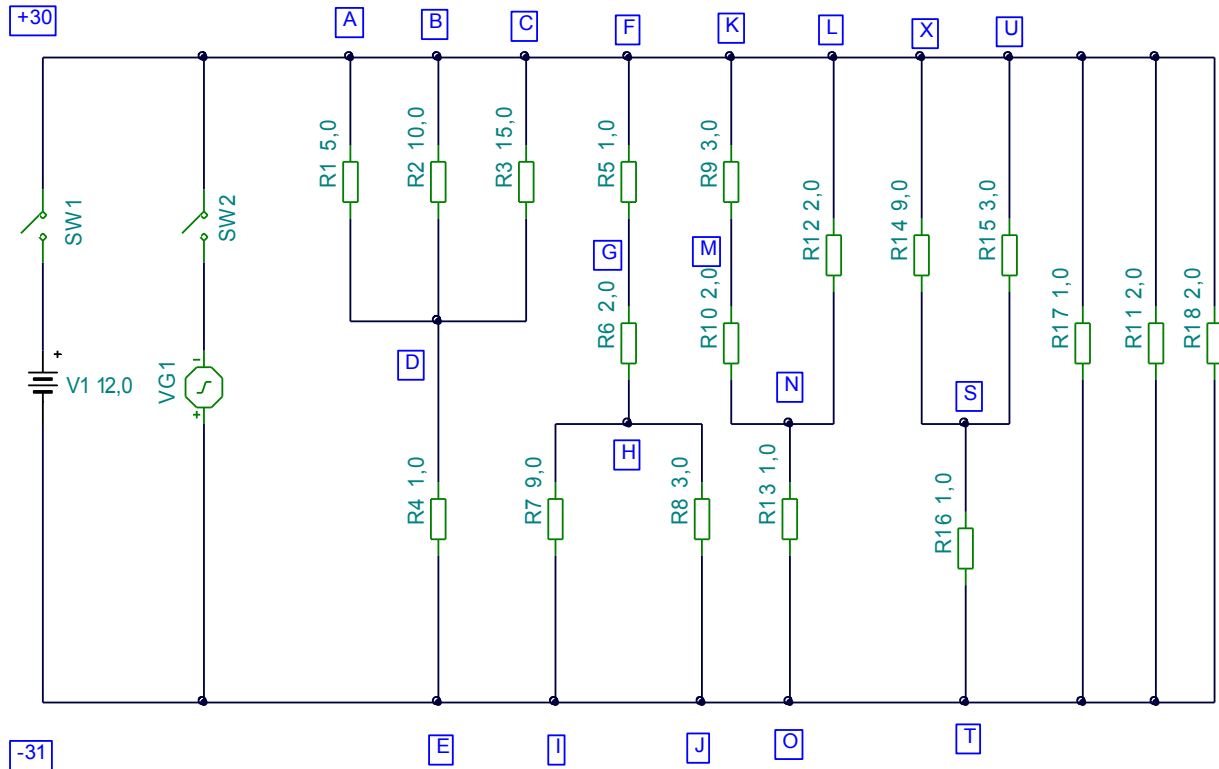 +30
A
B
C
F
K
L
X
U
R1 5,0
R2 10,0
R3 15,0
R5 1,0
R9 3,0
R12 2,0
R14 9,0
R15 3,0
SW1
SW2
G
M
R6 2,0
R10 2,0
R17 1,0
R11 2,0
R18 2,0
+
V1 12,0
VG1
-
+
D
N
S
H
R4 1,0
R7 9,0
R8 3,0
R13 1,0
R16 1,0
-31
E
I
J
O
T